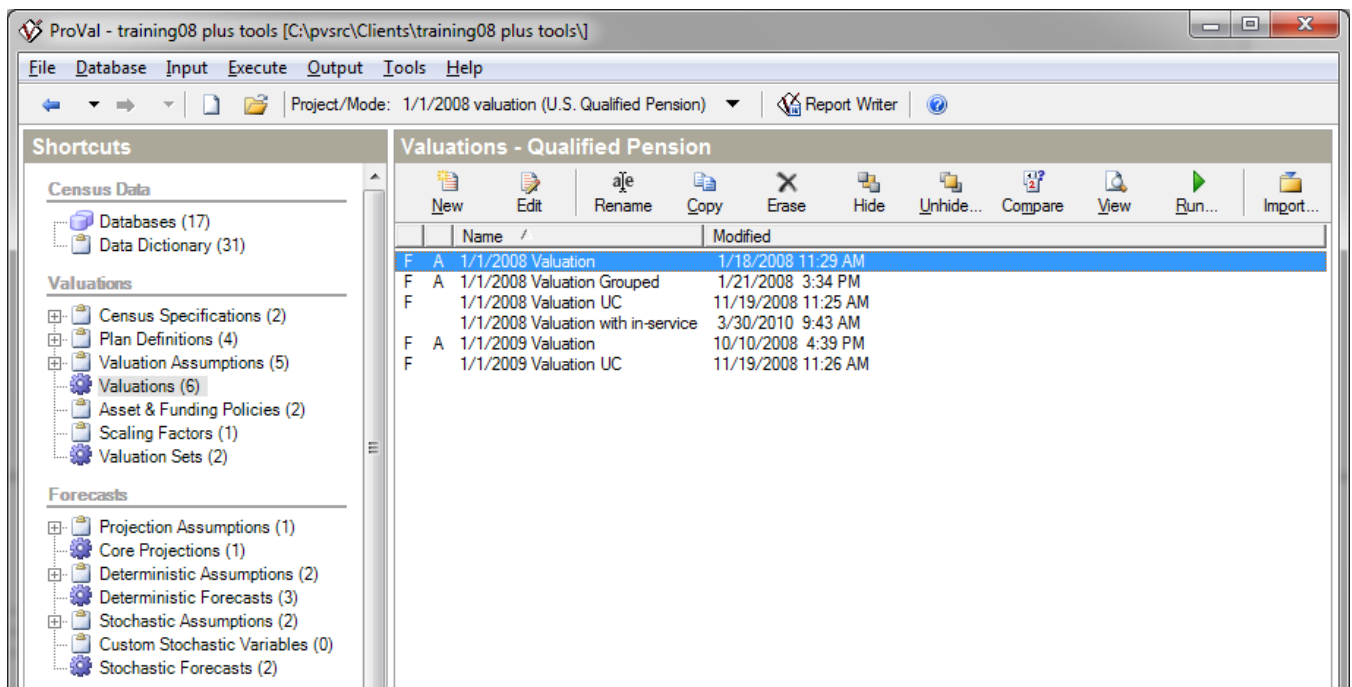 ProVal - training08 plus tools [C:\pvsrc\Clients\training08 plus tools\]
File Database Input Execute Output Tools Help
Project/Mode: 1/1/2008 valuation (U.S. Qualified Pension) Report Writer
Shortcuts
Census Data
Databases (17)
Data Dictionary (31)
Valuations
Census Specifications (2)
Plan Definitions (4)
Valuation Assumptions (5)
Valuations (6)
Asset & Funding Policies (2)
Scaling Factors (1)
Valuation Sets (2)
Forecasts
Projection Assumptions (1)
Core Projections (1)
Deterministic Assumptions (2)
Deterministic Forecasts (3)
Stochastic Assumptions (2)
Custom Stochastic Variables (0)
Stochastic Forecasts (2)
Valuations - Qualified Pension
New Edit Rename Copy Erase Hide Unhide... Compare View Run... Import...
Name Modified
F A 1/1/2008 Valuation 1/18/2008 11:29 AM
F A 1/1/2008 Valuation Grouped 1/21/2008 3:34 PM
F 1/1/2008 Valuation UC 11/19/2008 11:25 AM
1/1/2008 Valuation with in-service 3/30/2010 9:43 AM
F A 1/1/2009 Valuation 10/10/2008 4:39 PM
F 1/1/2009 Valuation UC 11/19/2008 11:26 AM